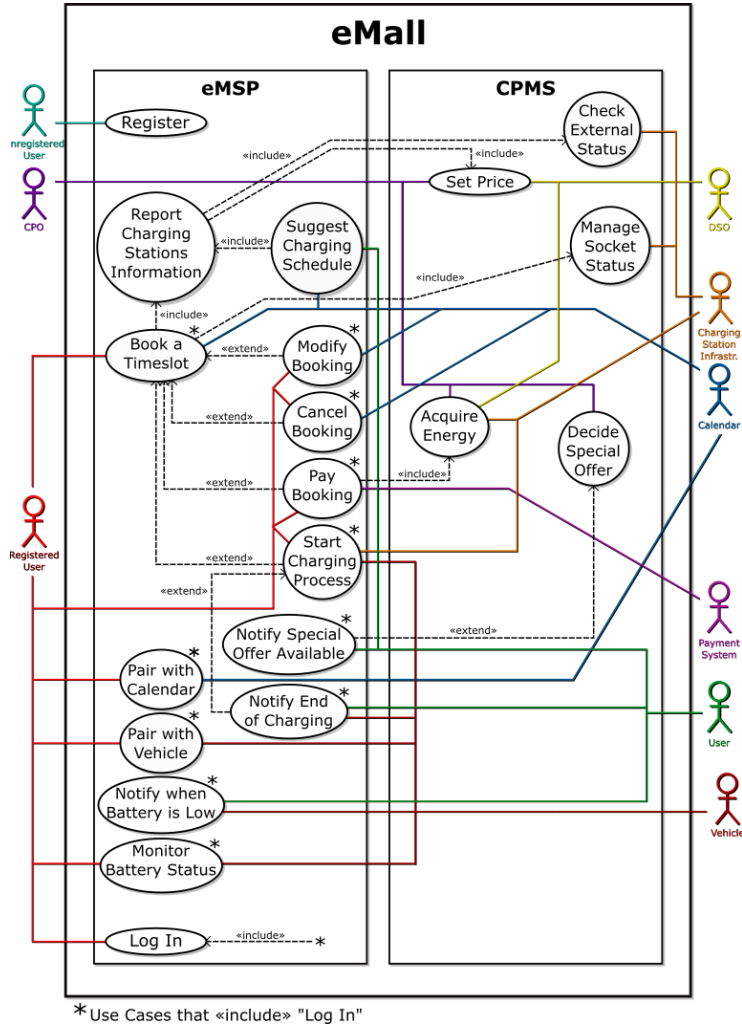 eMall
eMSP
CPMS
Register
Check
External
Status
nregistered
User
«include»
«include»
Set Price
CPO
DSO
Report
Charging
Stations
Information
Suggest
Charging
Schedule
«include»
Manage
Socket
Status
«include»
«include»
Charging
Station
Infrastr.
*
Book a
Timeslot
«extend»
*
Modify
Booking
Calendar
*
Cancel
Booking
«extend»
Acquire
Energy
Decide
Special
Offer
*
Pay
Booking
«include»
«extend»
Registered
User
*
Start
Charging
Process
«extend»
«extend»
*
Notify Special
Offer Available
«extend»
Payment
System
*
Pair with
Calendar
*
Notify End
of Charging
*
Pair with
Vehicle
User
*
Notify when
Battery is Low
Vehicle
*
Monitor
Battery Status
Log In
«include»
*
*Use Cases that «include» "Log In"